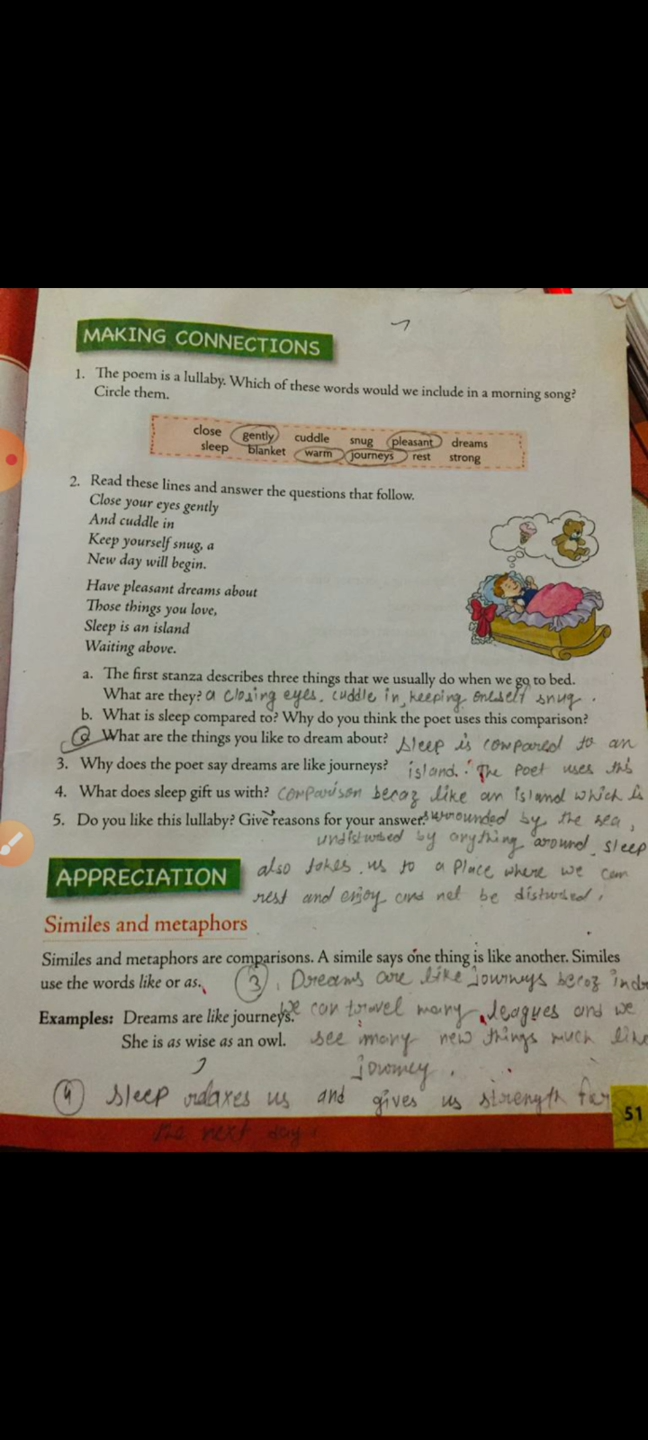 MAKING CONNECTIONS
1. The poem is a lullaby. Which of these words would we include in a morning song?
Circle them.
close gently cuddle snug pleasant dreams
sleep blanket warm journeys rest strong
2. Read these lines and answer the questions that follow.
Close your eyes gently
And cuddle in
Keep yourself snug, a
New day will begin.
Have pleasant dreams about
Those things you love,
Sleep is an island
Waiting above.
a. The first stanza describes three things that we usually do when we go to bed.
What are they? a closing eyes, cuddle in, keeping oneself snug.
b. What is sleep compared to? Why do you think the poet uses this comparison?
What are the things you like to dream about? Sleep is compared to an
3. Why does the poet say dreams are like journeys? island. The poet uses this
4. What does sleep gift us with? comparison becoz like an island which is
5. Do you like this lullaby? Give reasons for your answer. surrounded by the sea,
undisturbed by anything around. sleep
APPRECIATION
also takes us to a place where we can
rest and enjoy and not be disturbed.
Similes and metaphors
Similes and metaphors are comparisons. A simile says one thing is like another. Similes
use the words like or as. 3. Dreams are like journeys becoz in
Examples: Dreams are like journeys. we can travel many leagues and we
She is as wise as an owl. see many new things much like
journey.
4 Sleep relaxes us and gives us strength for
the next day.
51